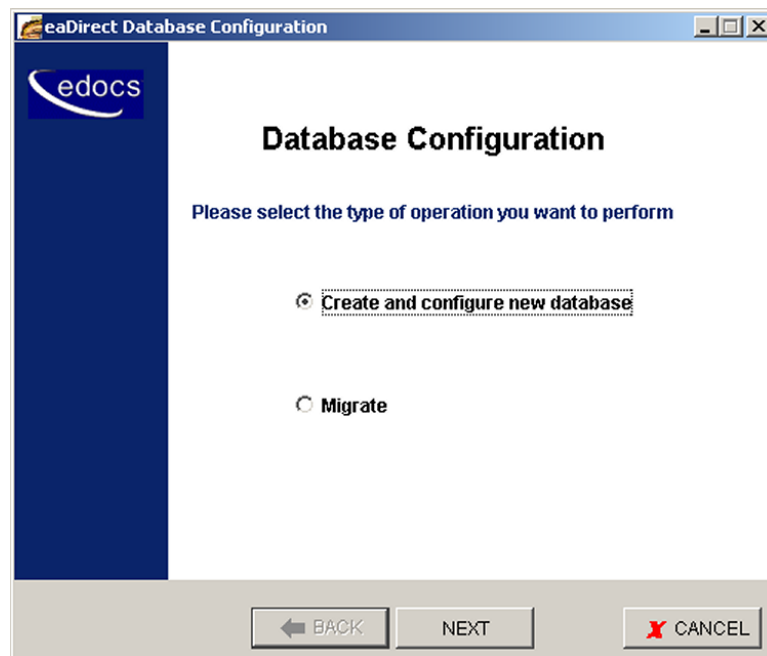 eaDirect Database Configuration
edocs
Database Configuration
Please select the type of operation you want to perform
Create and configure new database
Migrate
BACK
NEXT
CANCEL